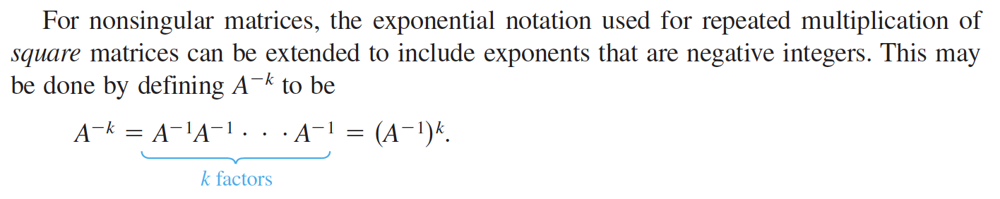 For nonsingular matrices, the exponential notation used for repeated multiplication of
square matrices can be extended to include exponents that are negative integers. This may
be done by defining A⁻ᵏ to be
A⁻ᵏ = A⁻¹A⁻¹ · · · A⁻¹ = (A⁻¹)ᵏ.
k factors